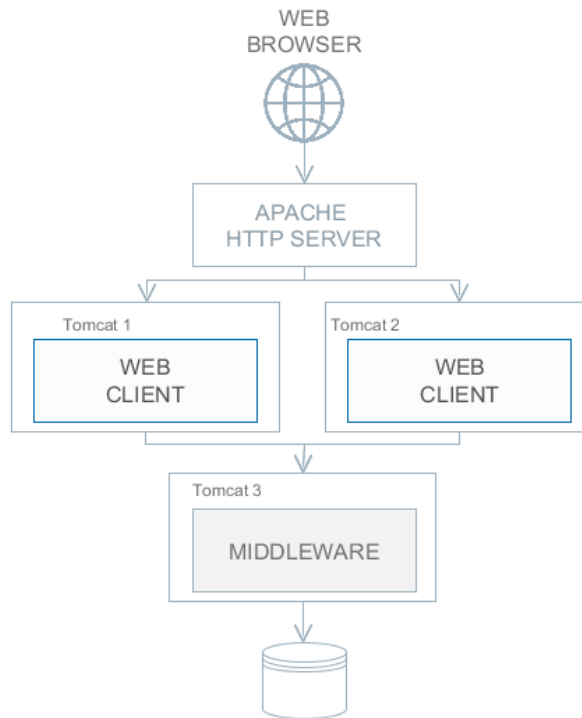 WEB
BROWSER
APACHE
HTTP SERVER
Tomcat 1
WEB
CLIENT
Tomcat 2
WEB
CLIENT
Tomcat 3
MIDDLEWARE